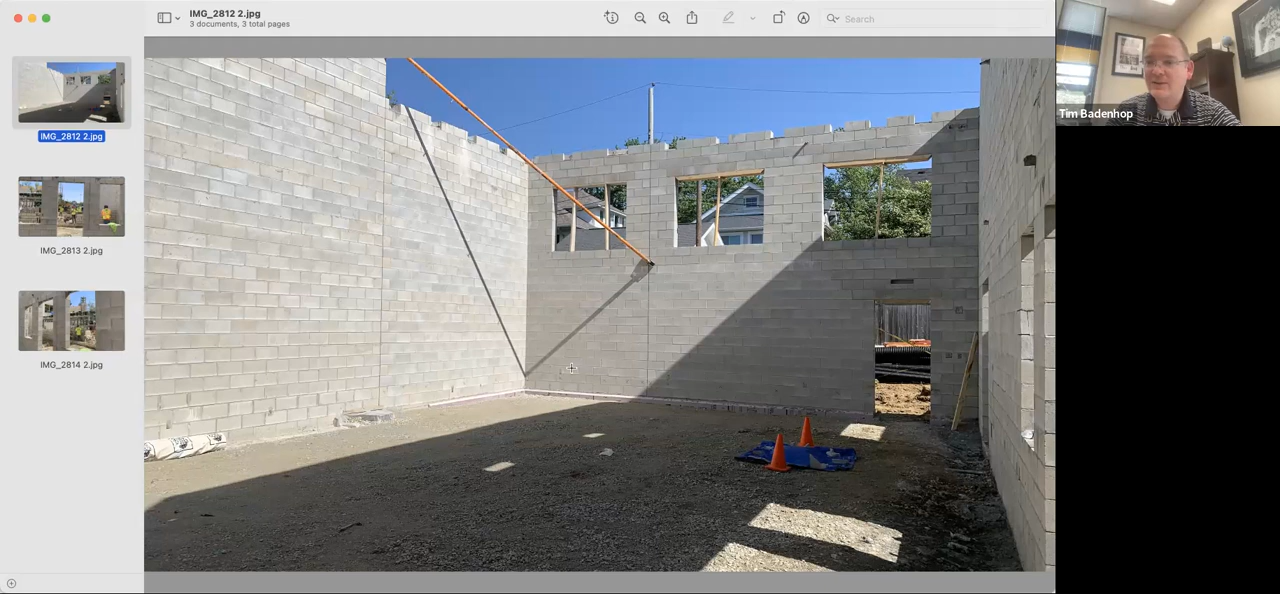 IMG_2812 2.jpg
3 documents, 3 total pages
Search
IMG_2812 2.jpg
IMG_2813 2.jpg
IMG_2814 2.jpg
Tim Badenhop